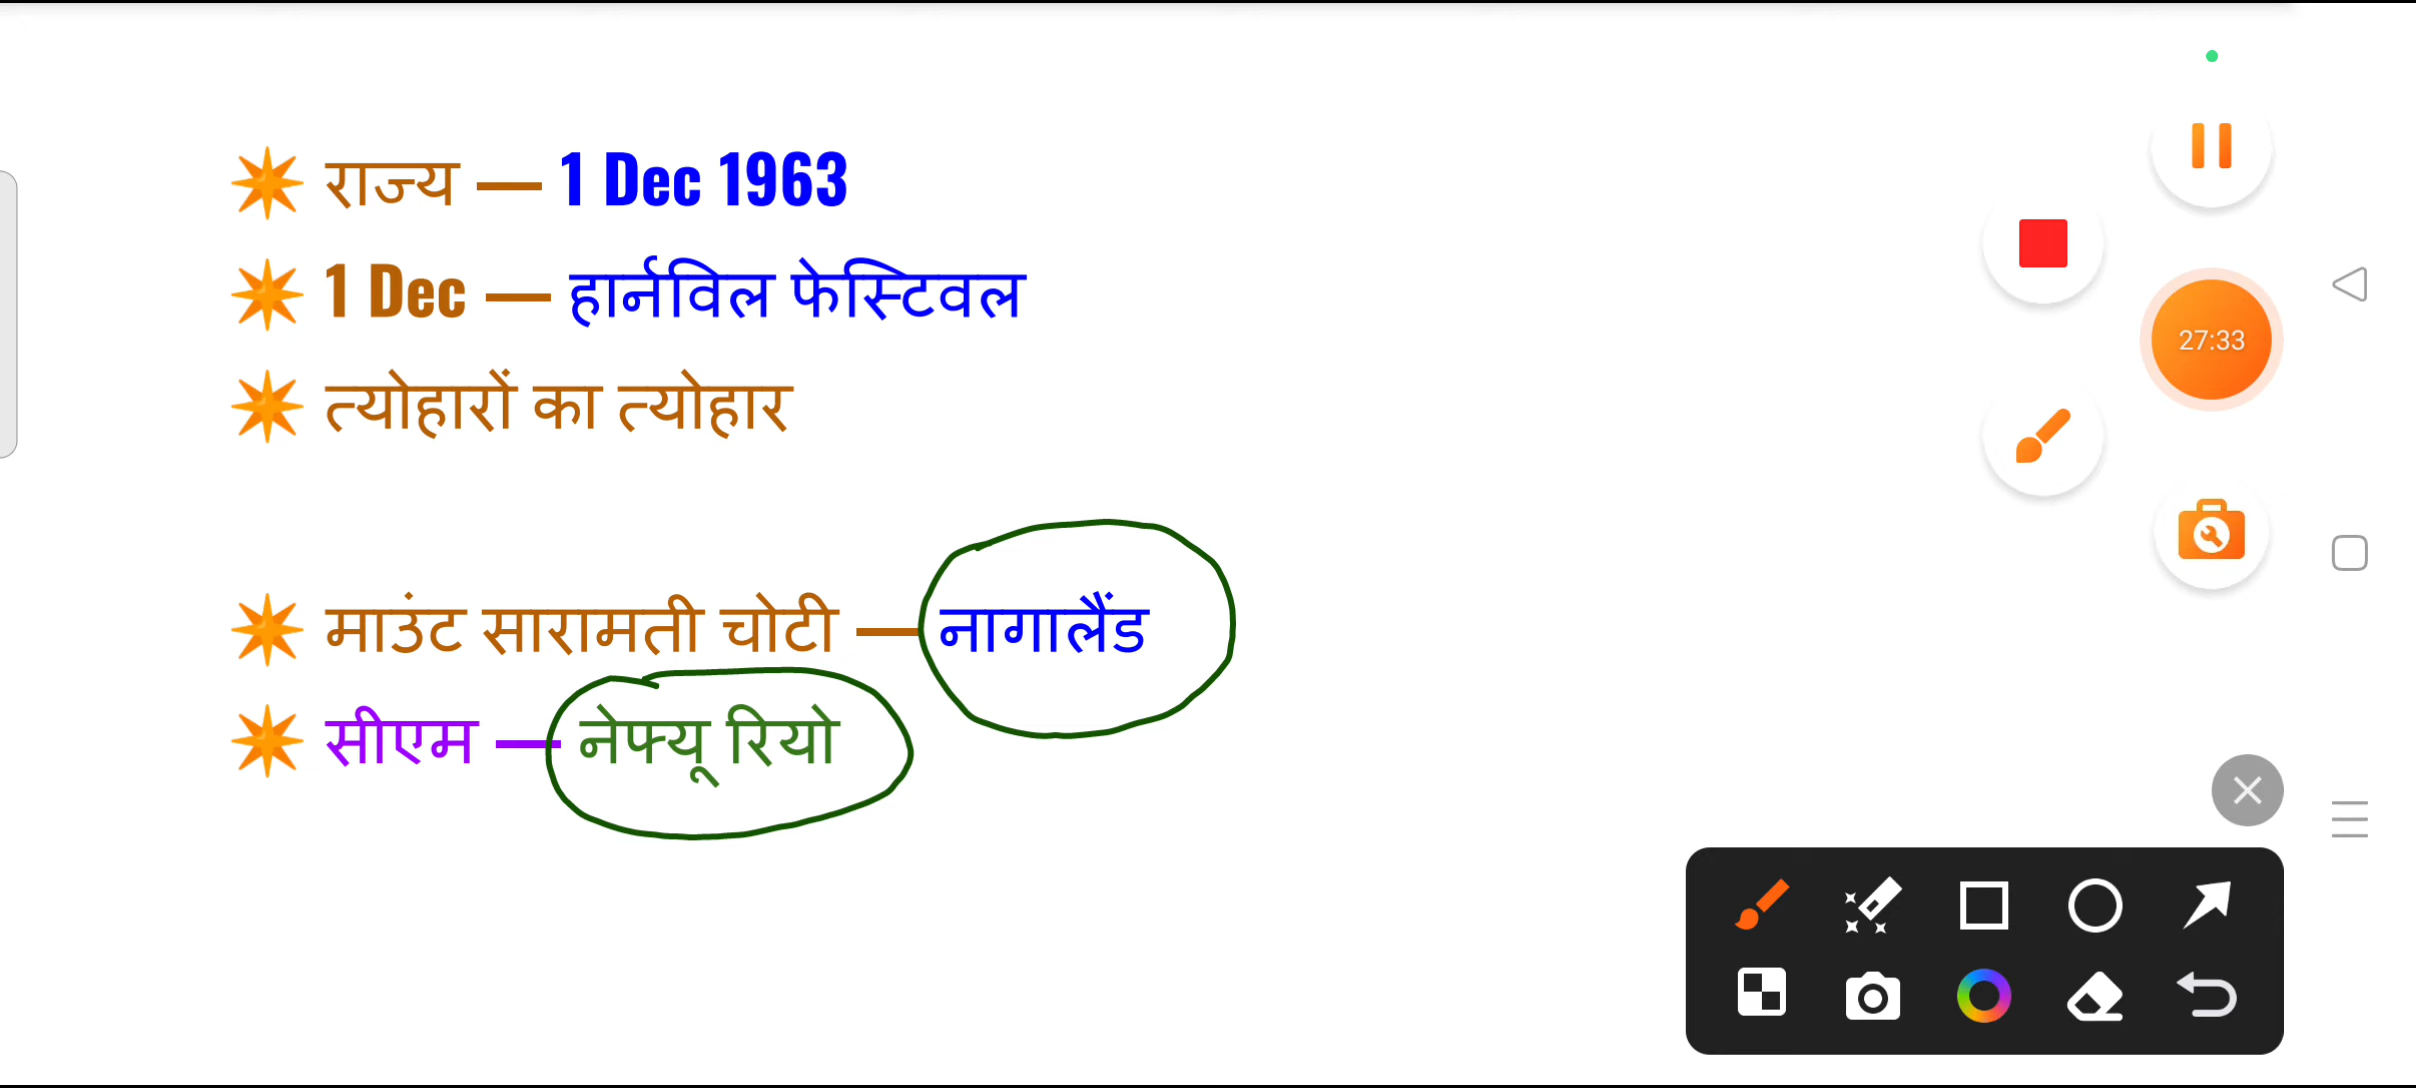 राज्य — 1 Dec 1963
1 Dec — हार्नविल फेस्टिवल
त्योहारों का त्योहार
माउंट सारामती चोटी — नागालैंड
सीएम — नेफ्यू रियो
27:33